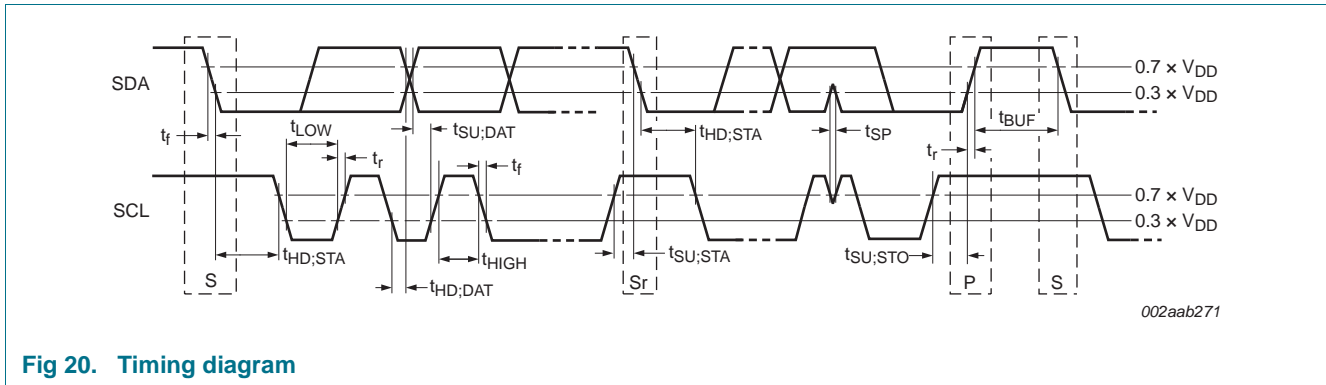 SDA
0.7 × VDD
0.3 × VDD
tf
tLOW
tr
tSU;DAT
tf
tHD;STA
tSP
tr
tBUF
SCL
0.7 × VDD
0.3 × VDD
tHD;STA
tHD;DAT
tHIGH
tSU;STA
tSU;STO
S
Sr
P
S
002aab271
Fig 20. Timing diagram